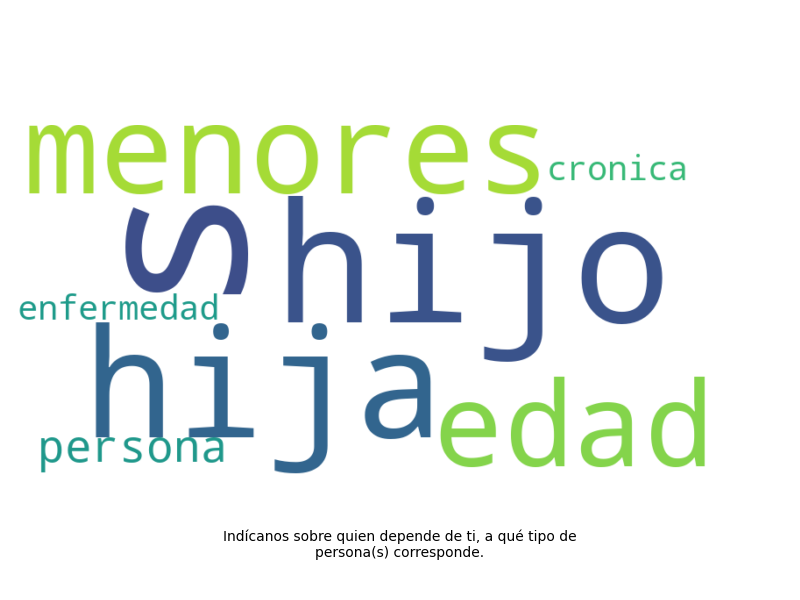 menores
cronica
s
hijo
enfermedad
hija
edad
persona
Indícanos sobre quien depende de ti, a qué tipo de
persona(s) corresponde.